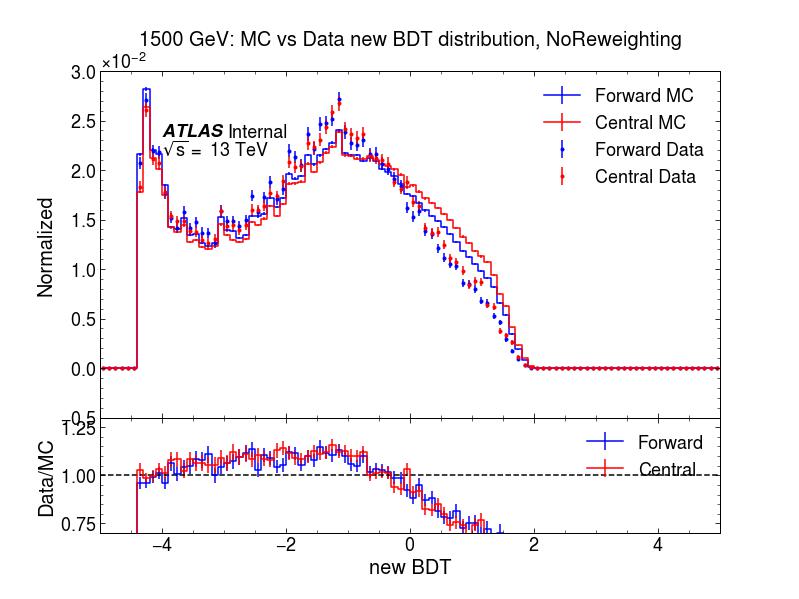 1500 GeV: MC vs Data new BDT distribution, NoReweighting
×10⁻²
3.0
2.5
2.0
1.5
1.0
0.5
0.0
0.5
Normalized
ATLAS Internal
√s = 13 TeV
Forward MC
Central MC
Forward Data
Central Data
1.25
1.00
0.75
Data/MC
Forward
Central
−4
−2
0
2
4
new BDT